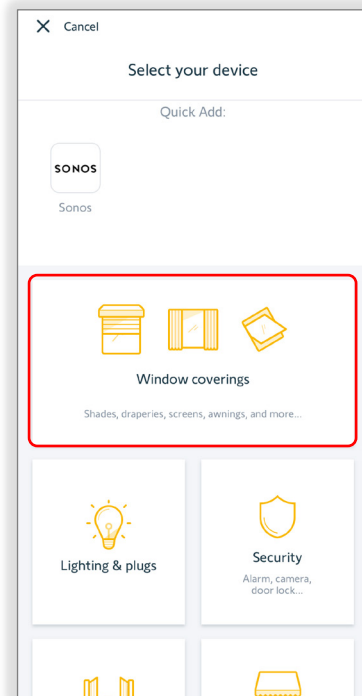 Cancel
Select your device
Quick Add:
SONOS
Sonos
Window coverings
Shades, draperies, screens, awnings, and more...
Lighting & plugs
Security
Alarm, camera,
door lock...